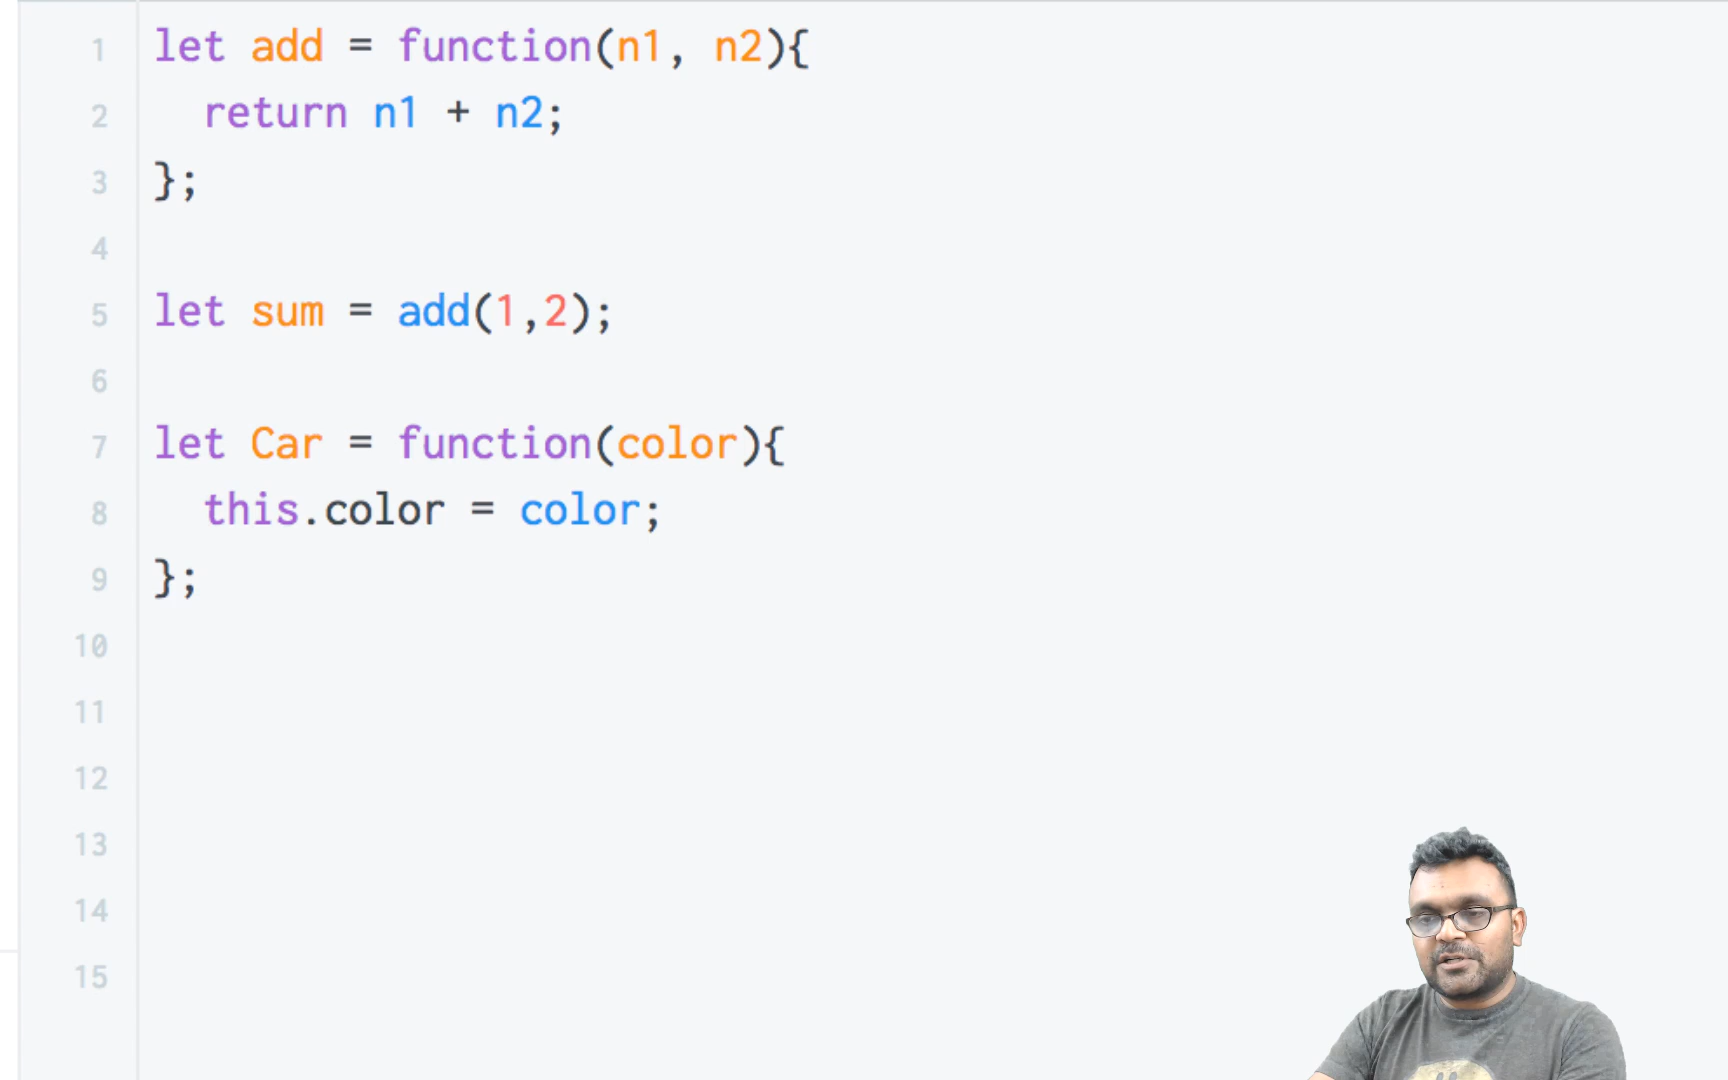 1 let add = function(n1, n2){
2   return n1 + n2;
3 };
4
5 let sum = add(1,2);
6
7 let Car = function(color){
8   this.color = color;
9 };
10
11
12
13
14
15